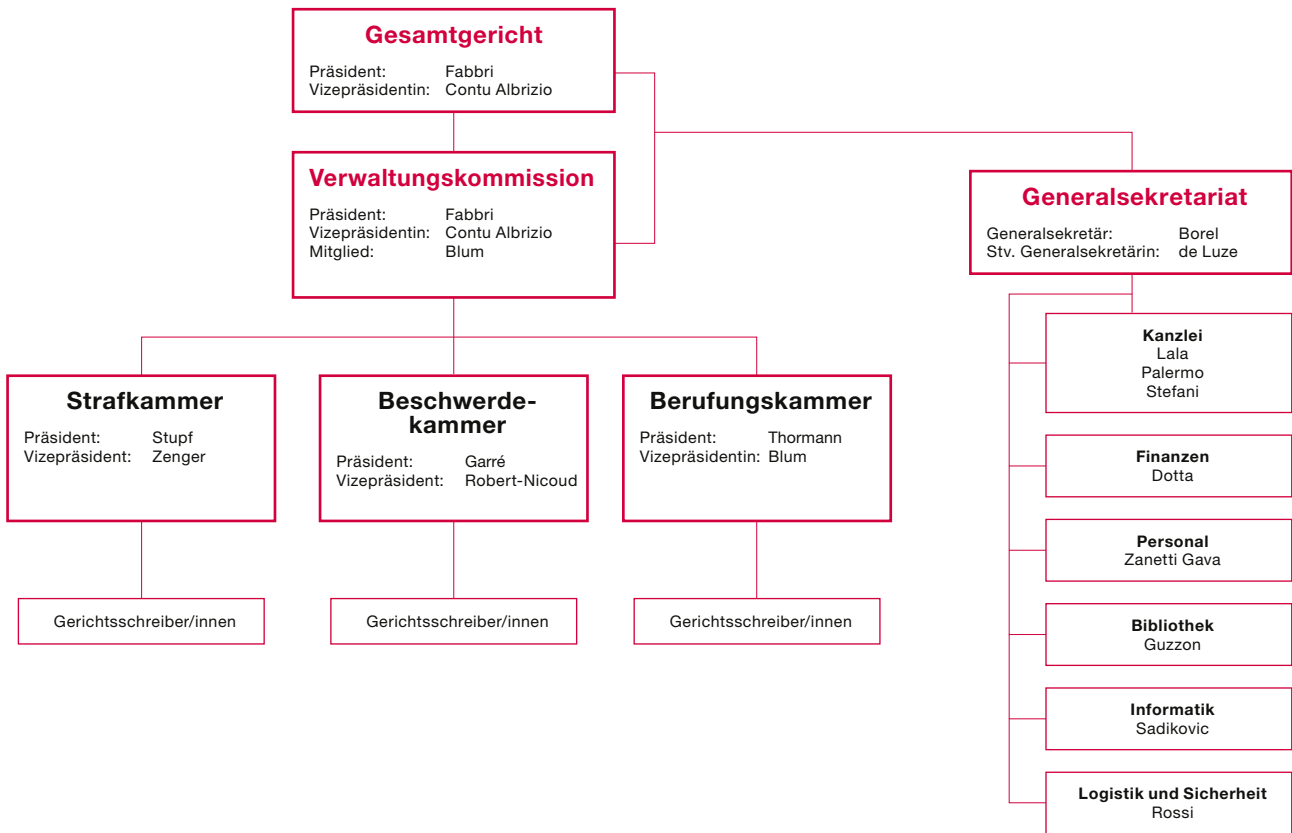 Gesamtgericht
Präsident: Fabbri
Vizepräsidentin: Contu Albrizio
Verwaltungskommission
Präsident: Fabbri
Vizepräsidentin: Contu Albrizio
Mitglied: Blum
Generalsekretariat
Generalsekretär: Borel
Stv. Generalsekretärin: de Luze
Strafkammer
Präsident: Stupf
Vizepräsident: Zenger
Beschwerde-
kammer
Präsident: Garré
Vizepräsident: Robert-Nicoud
Berufungskammer
Präsident: Thormann
Vizepräsidentin: Blum
Gerichtsschreiber/innen
Gerichtsschreiber/innen
Gerichtsschreiber/innen
Kanzlei
Lala
Palermo
Stefani
Finanzen
Dotta
Personal
Zanetti Gava
Bibliothek
Guzzon
Informatik
Sadikovic
Logistik und Sicherheit
Rossi